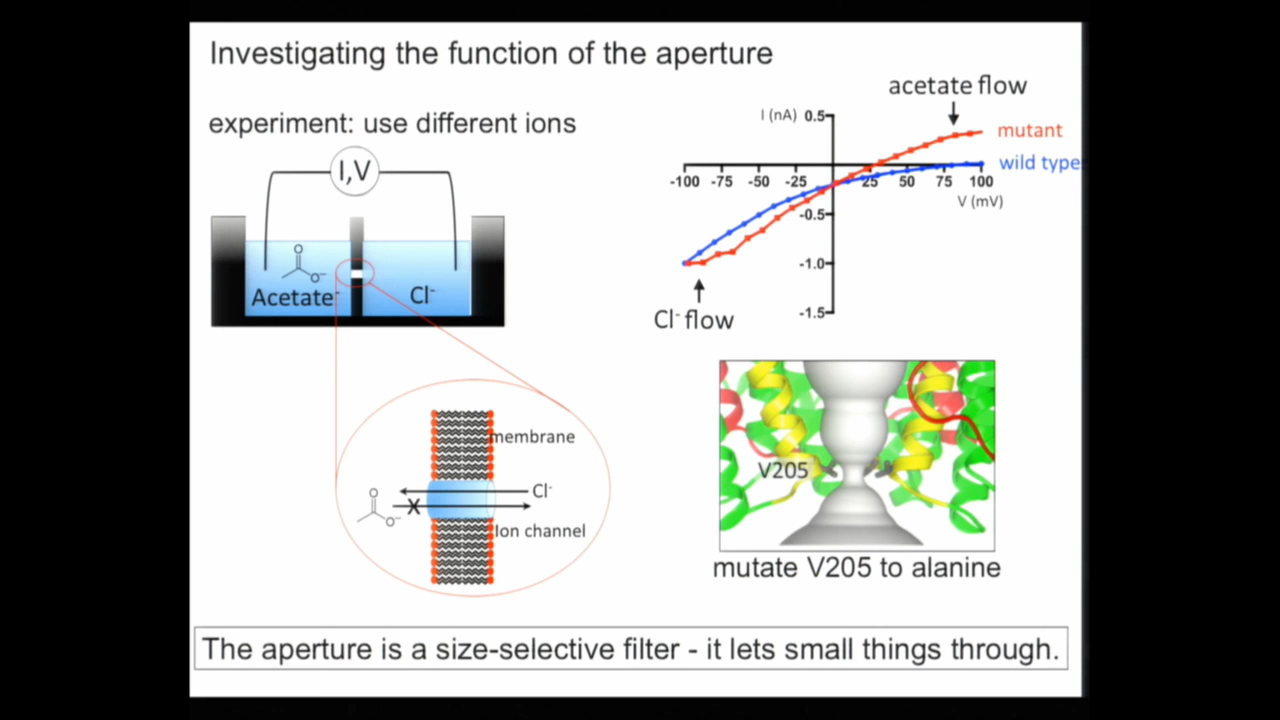 Investigating the function of the aperture
experiment: use different ions
I,V
O
O⁻
Acetate⁻
Cl⁻
membrane
Cl⁻
X
O
O⁻
Ion channel
acetate flow
I (nA)
0.5
mutant
wild type
-100 -75 -50 -25 25 50 75 100
V (mV)
-0.5
-1.0
Cl⁻ flow
-1.5
V205
mutate V205 to alanine
The aperture is a size-selective filter - it lets small things through.